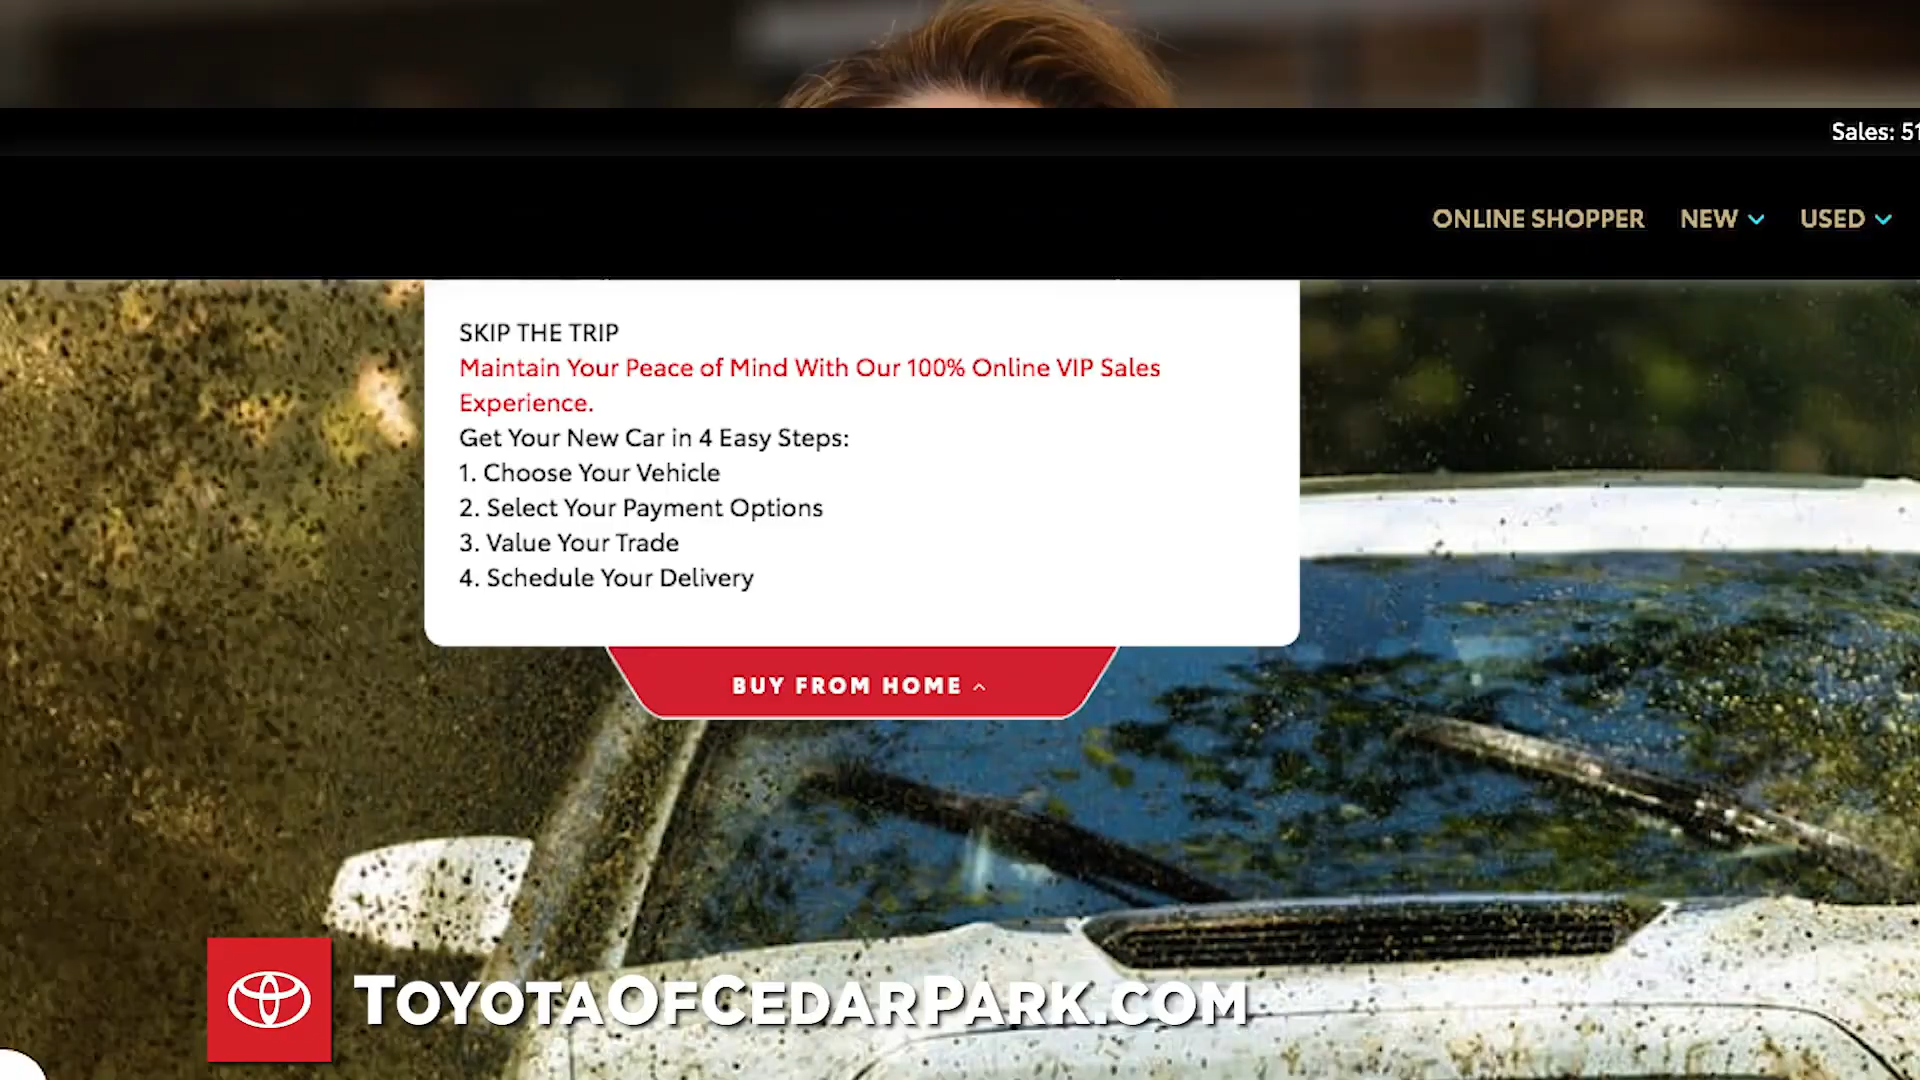 Sales: 51
ONLINE SHOPPER NEW USED
SKIP THE TRIP
Maintain Your Peace of Mind With Our 100% Online VIP Sales
Experience.
Get Your New Car in 4 Easy Steps:
1. Choose Your Vehicle
2. Select Your Payment Options
3. Value Your Trade
4. Schedule Your Delivery
BUY FROM HOME
TOYOTAOFCEDARPARK.COM